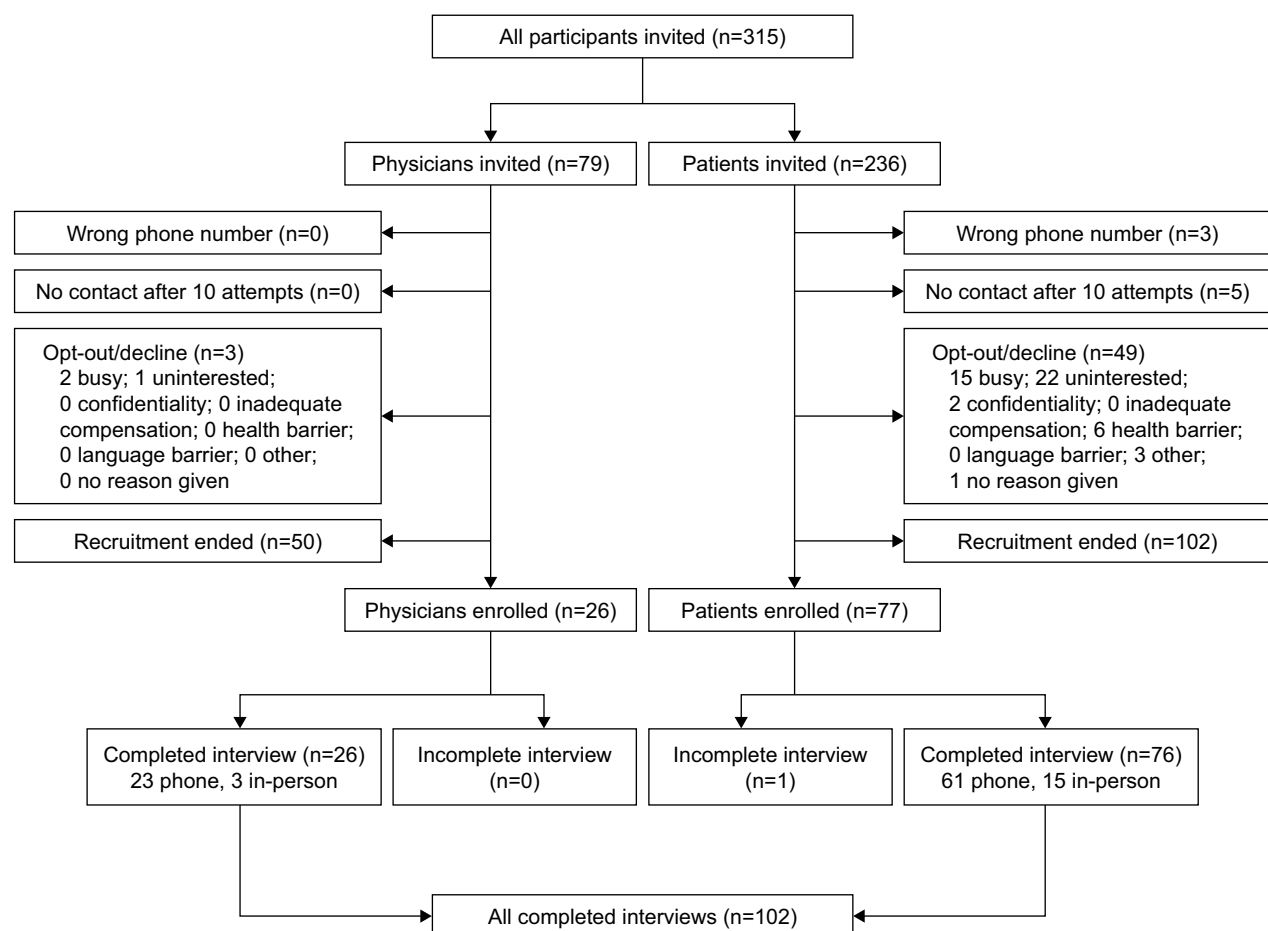 All participants invited (n=315)
Physicians invited (n=79)
Patients invited (n=236)
Wrong phone number (n=0)
Wrong phone number (n=3)
No contact after 10 attempts (n=0)
No contact after 10 attempts (n=5)
Opt-out/decline (n=3)
2 busy; 1 uninterested;
0 confidentiality; 0 inadequate
compensation; 0 health barrier;
0 language barrier; 0 other;
0 no reason given
Opt-out/decline (n=49)
15 busy; 22 uninterested;
2 confidentiality; 0 inadequate
compensation; 6 health barrier;
0 language barrier; 3 other;
1 no reason given
Recruitment ended (n=50)
Recruitment ended (n=102)
Physicians enrolled (n=26)
Patients enrolled (n=77)
Completed interview (n=26)
23 phone, 3 in-person
Incomplete interview
(n=0)
Incomplete interview
(n=1)
Completed interview (n=76)
61 phone, 15 in-person
All completed interviews (n=102)